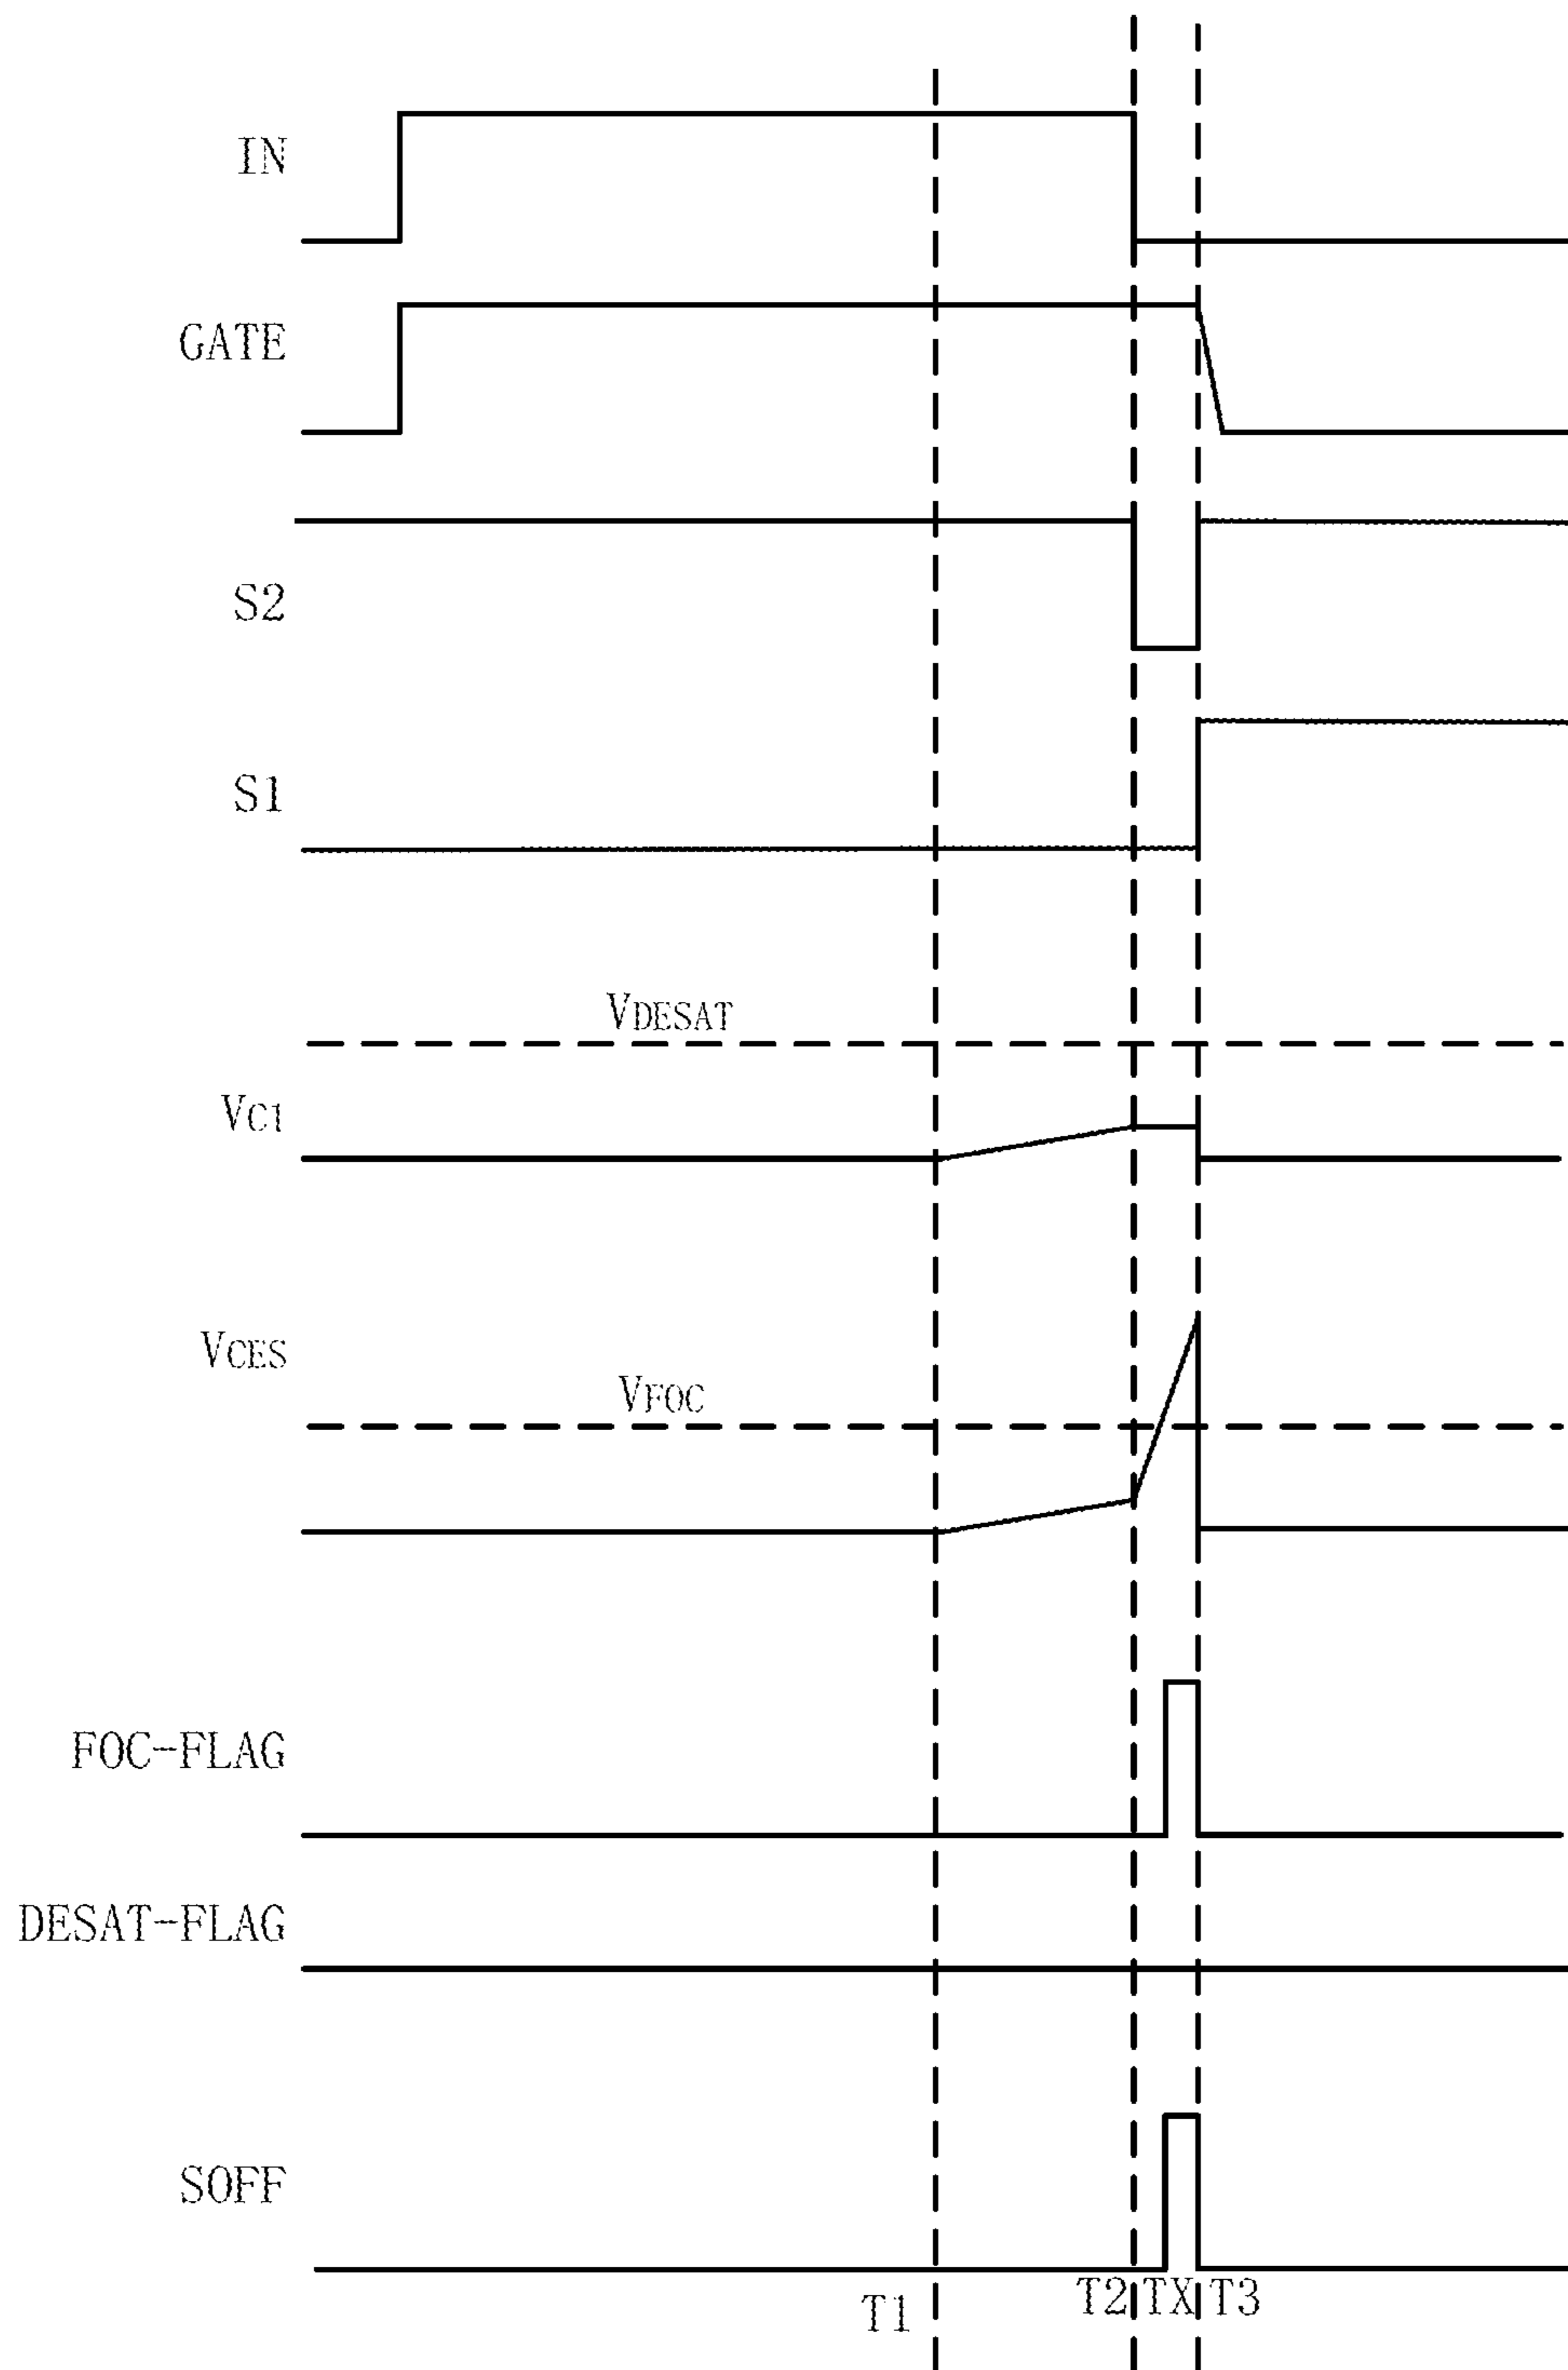 IN
GATE
S2
S1
VDESAT
VC1
VCES
VFOC
FOC-FLAG
DESAT-FLAG
SOFF
T1 T2 TX T3